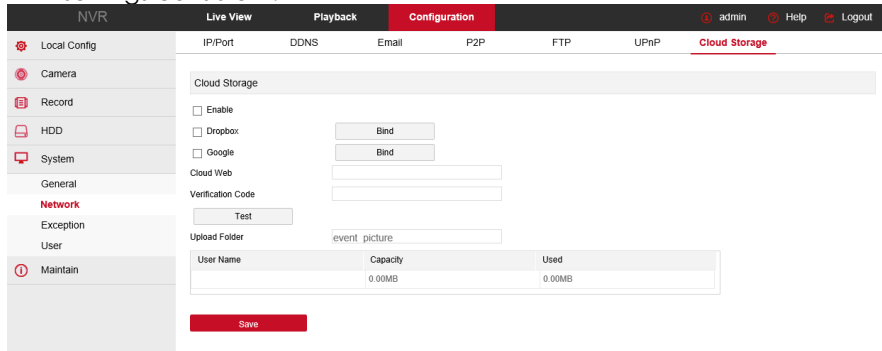 NVR Live View Playback Configuration admin Help Logout
Local Config IP/Port DDNS Email P2P FTP UPnP Cloud Storage
Camera
Cloud Storage
Record
Enable
HDD
Dropbox Bind
System
Google Bind
Cloud Web
General
Verification Code
Network
Test
Exception
Upload Folder event_picture
User
User Name Capacity Used
Maintain
0.00MB 0.00MB
Save